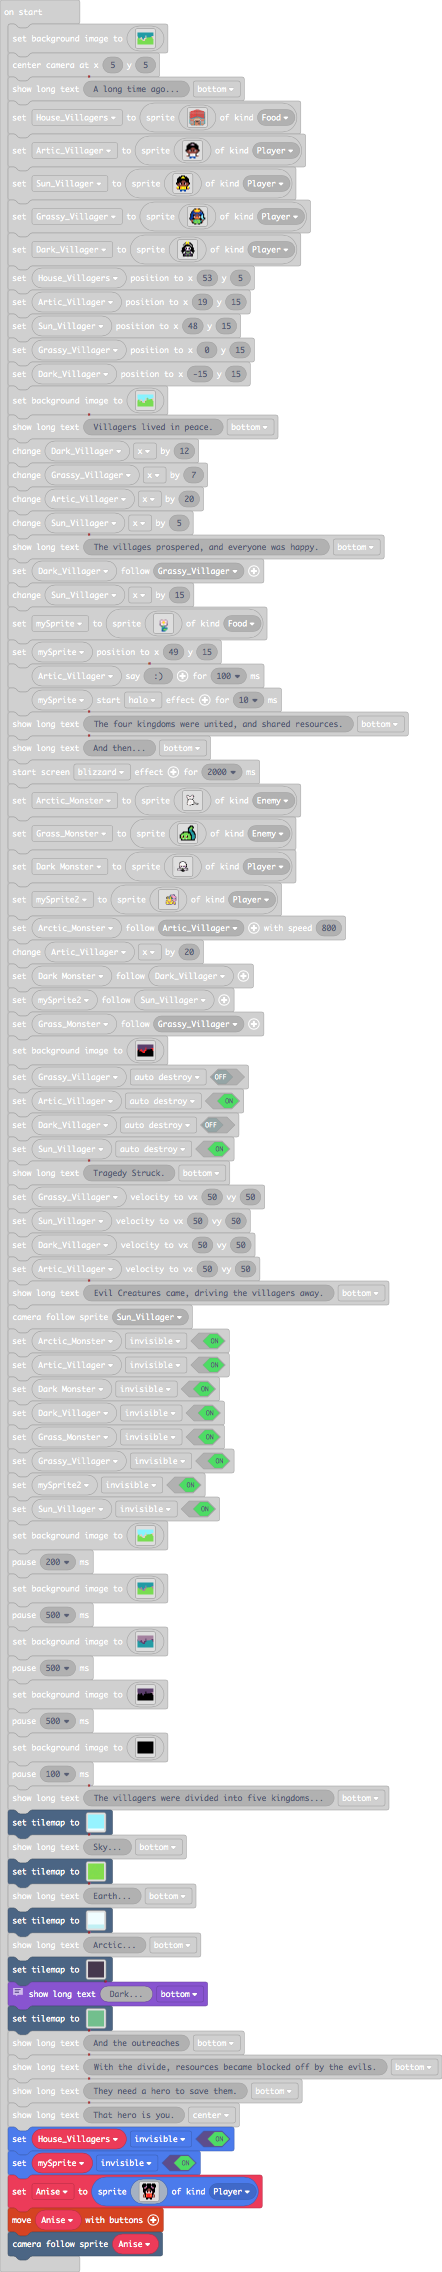 on start
set background image to
center camera at x 5 y 5
show long text A long time ago... bottom
set House_Villagers to sprite of kind Food
set Artic_Villager to sprite of kind Player
set Sun_Villager to sprite of kind Player
set Grassy_Villager to sprite of kind Player
set Dark_Villager to sprite of kind Player
set House_Villagers position to x 53 y 5
set Artic_Villager position to x 19 y 15
set Sun_Villager position to x 48 y 15
set Grassy_Villager position to x 0 y 15
set Dark_Villager position to x -15 y 15
set background image to
show long text Villagers lived in peace. bottom
change Dark_Villager x by 12
change Grassy_Villager x by 7
change Artic_Villager x by 20
change Sun_Villager x by 5
show long text The villages prospered, and everyone was happy. bottom
set Dark_Villager follow Grassy_Villager
change Sun_Villager x by 15
set mySprite to sprite of kind Food
set mySprite position to x 49 y 15
Artic_Villager say :) for 100 ms
mySprite start halo effect for 10 ms
show long text The four kingdoms were united, and shared resources. bottom
show long text And then... bottom
start screen blizzard effect for 2000 ms
set Arctic_Monster to sprite of kind Enemy
set Grass_Monster to sprite of kind Enemy
set Dark Monster to sprite of kind Player
set mySprite2 to sprite of kind Player
set Arctic_Monster follow Artic_Villager with speed 800
change Artic_Villager x by 20
set Dark Monster follow Dark_Villager
set mySprite2 follow Sun_Villager
set Grass_Monster follow Grassy_Villager
set background image to
set Grassy_Villager auto destroy OFF
set Artic_Villager auto destroy ON
set Dark_Villager auto destroy OFF
set Sun_Villager auto destroy ON
show long text Tragedy Struck. bottom
set Grassy_Villager velocity to vx 50 vy 50
set Sun_Villager velocity to vx 50 vy 50
set Dark_Villager velocity to vx 50 vy 50
set Artic_Villager velocity to vx 50 vy 50
show long text Evil Creatures came, driving the villagers away. bottom
camera follow sprite Sun_Villager
set Arctic_Monster invisible ON
set Artic_Villager invisible ON
set Dark Monster invisible ON
set Dark_Villager invisible ON
set Grass_Monster invisible ON
set Grassy_Villager invisible ON
set mySprite2 invisible ON
set Sun_Villager invisible ON
set background image to
pause 200 ms
set background image to
pause 500 ms
set background image to
pause 500 ms
set background image to
pause 500 ms
set background image to
pause 100 ms
show long text The villagers were divided into five kingdoms... bottom
set tilemap to
show long text Sky... bottom
set tilemap to
show long text Earth... bottom
set tilemap to
show long text Arctic... bottom
set tilemap to
show long text Dark... bottom
set tilemap to
show long text And the outreaches bottom
show long text With the divide, resources became blocked off by the evils. bottom
show long text They need a hero to save them. bottom
show long text That hero is you. center
set House_Villagers invisible ON
set mySprite invisible ON
set Anise to sprite of kind Player
move Anise with buttons
camera follow sprite Anise